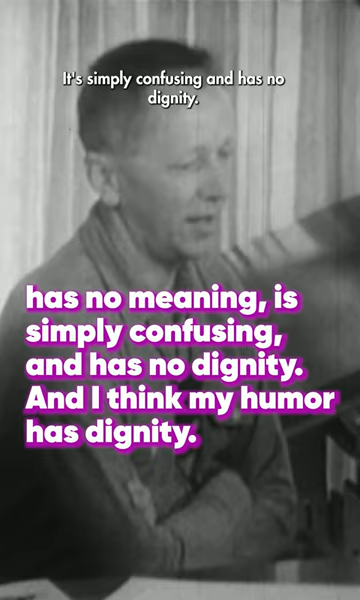 It's simply confusing and has no
dignity.
has no meaning, is
simply confusing,
and has no dignity.
And I think my humor
has dignity.